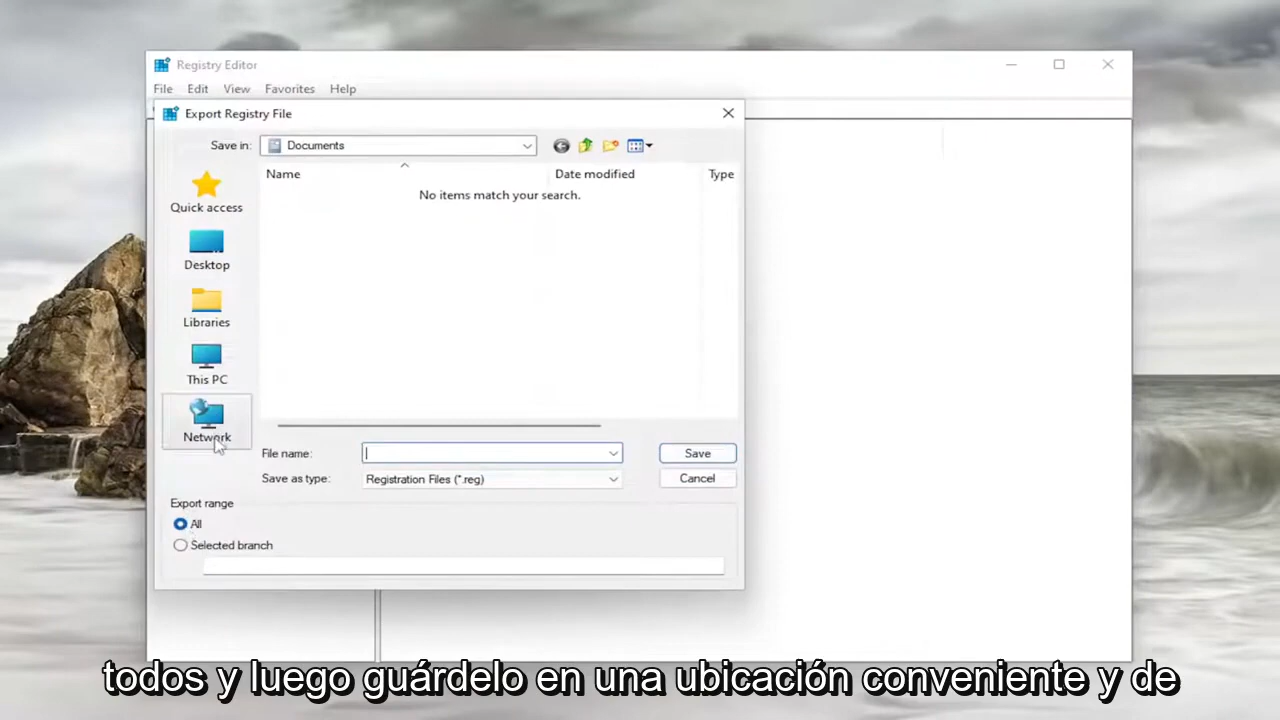 Registry Editor
File Edit View Favorites Help
Export Registry File
Save in: Documents
Name Date modified Type
No items match your search.
Quick access
Desktop
Libraries
This PC
Network
File name: Save
Save as type: Registration Files (*.reg) Cancel
Export range
All
Selected branch
todos y luego guárdelo en una ubicación conveniente y de